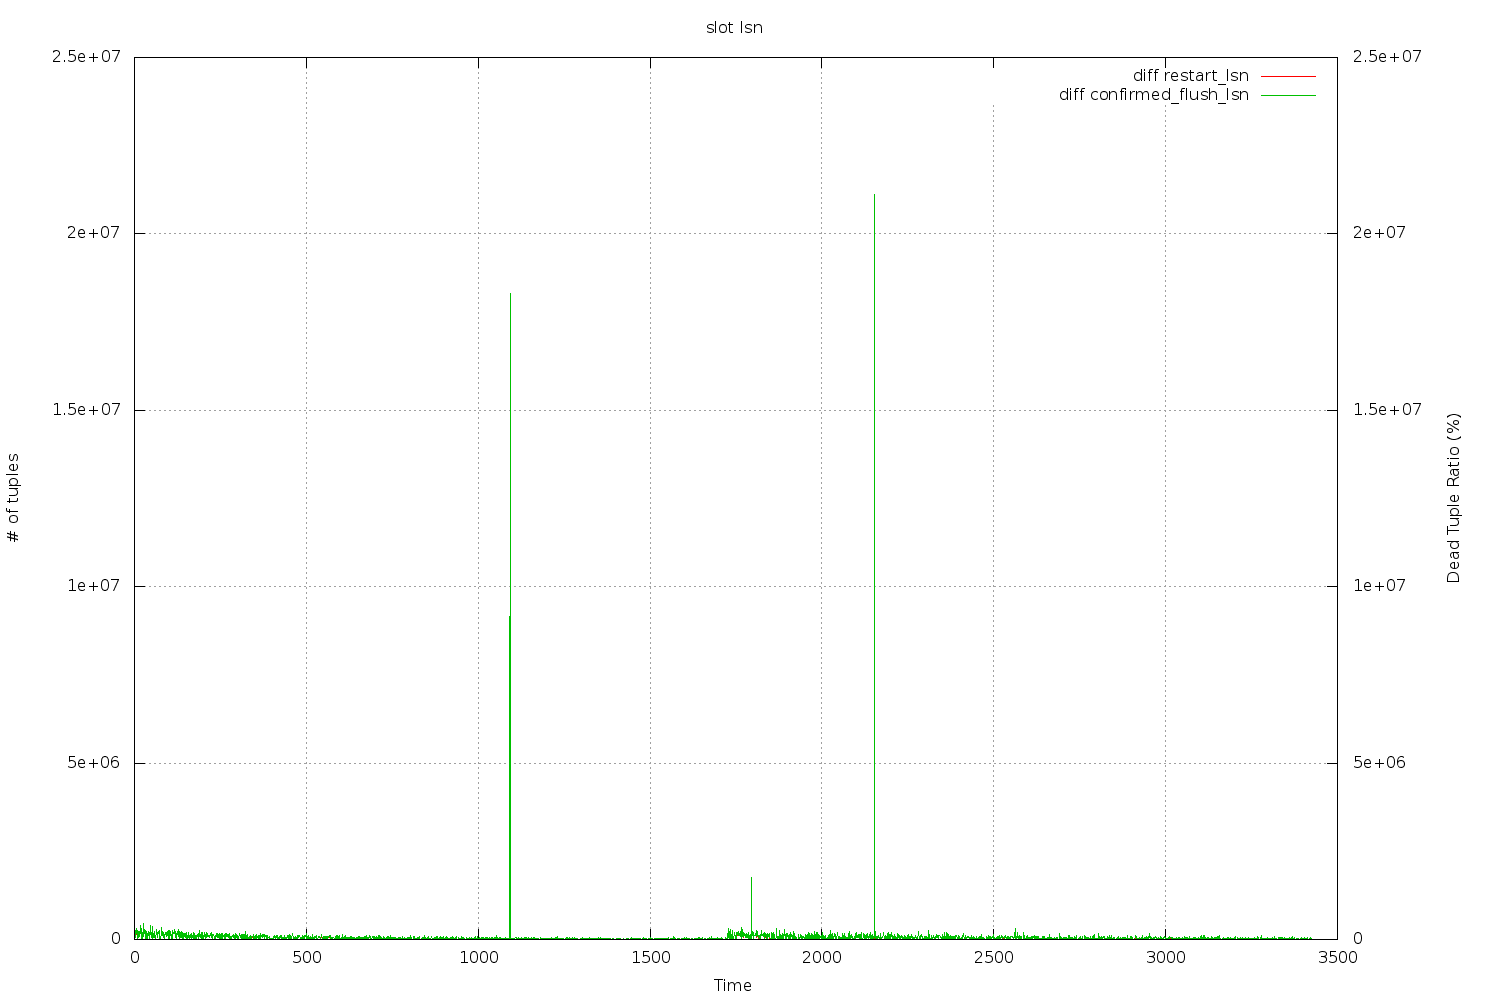 slot lsn
2.5e+07
2e+07
1.5e+07
1e+07
5e+06
0
# of tuples
diff restart_lsn
diff confirmed_flush_lsn
2.5e+07
2e+07
1.5e+07
1e+07
5e+06
0
Dead Tuple Ratio (%)
0 500 1000 1500 2000 2500 3000 3500
Time